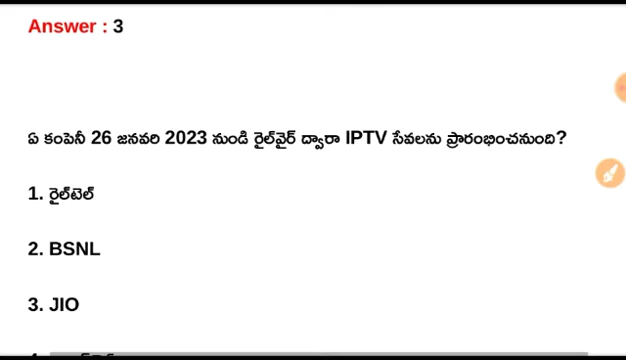 Answer : 3
ఏ కంపెనీ 26 జనవరి 2023 నుండి రైల్‌వైర్ ద్వారా IPTV సేవలను ప్రారంభించనుంది?
1. రైల్‌టెల్
2. BSNL
3. JIO